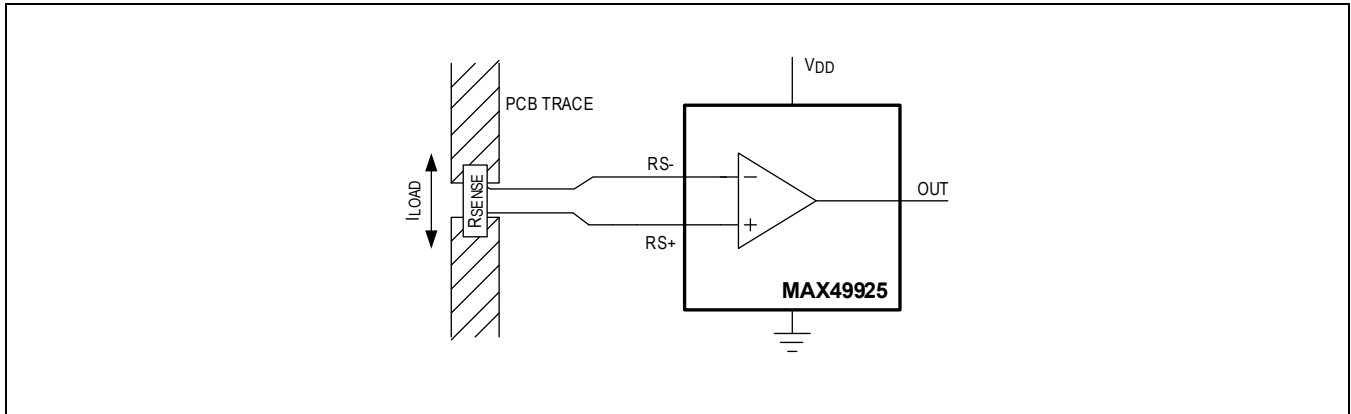 VDD
PCB TRACE
RS-
ILOAD
RSENSE
−
OUT
+
RS+
MAX49925